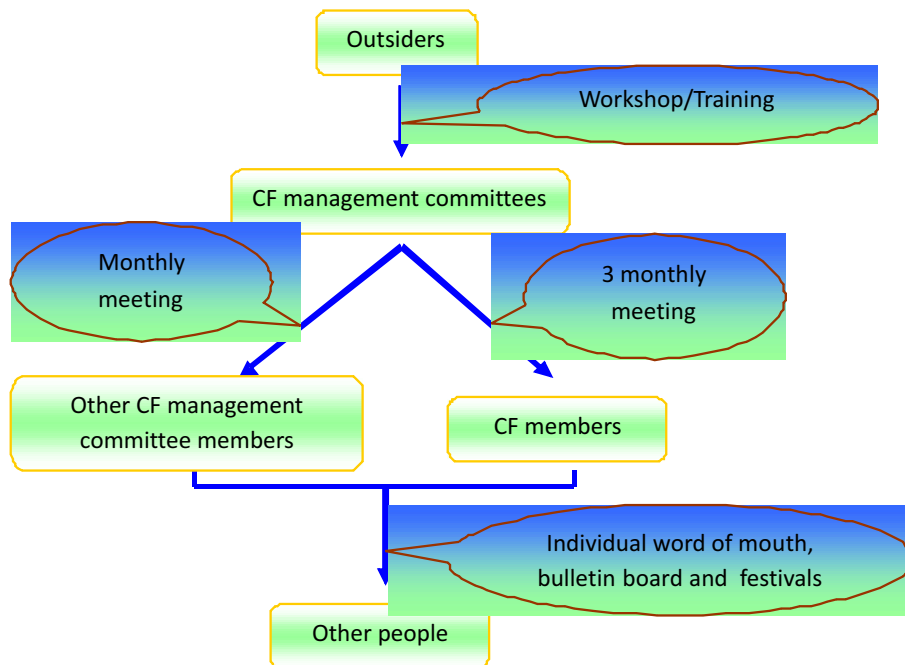 Outsiders
Workshop/Training
CF management committees
Monthly
meeting
3 monthly
meeting
Other CF management
committee members
CF members
Individual word of mouth,
bulletin board and  festivals
Other people